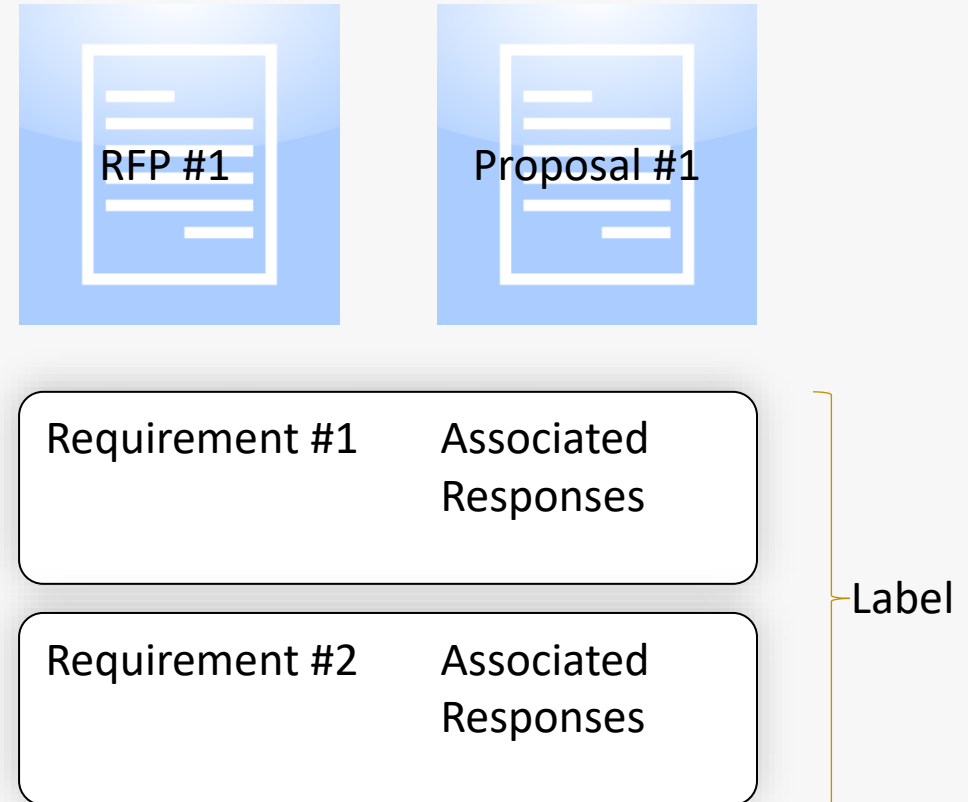 RFP #1
Proposal #1
Requirement #1
Associated
Responses
Label
Requirement #2
Associated
Responses